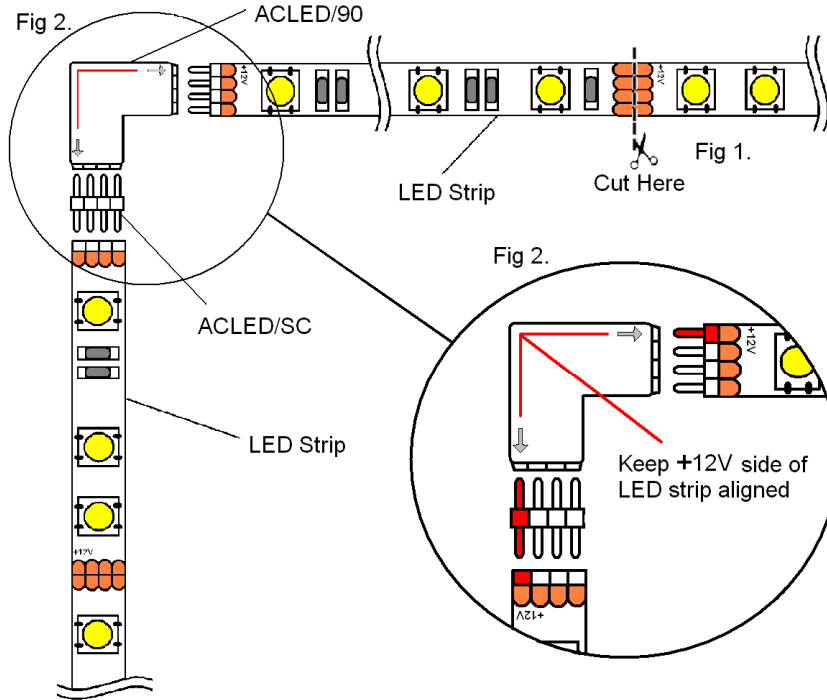 Fig 2.
ACLED/90
+12V
+12V
LED Strip
Cut Here
Fig 1.
ACLED/SC
LED Strip
+12V
Fig 2.
+12V
Keep +12V side of
LED strip aligned
+12V